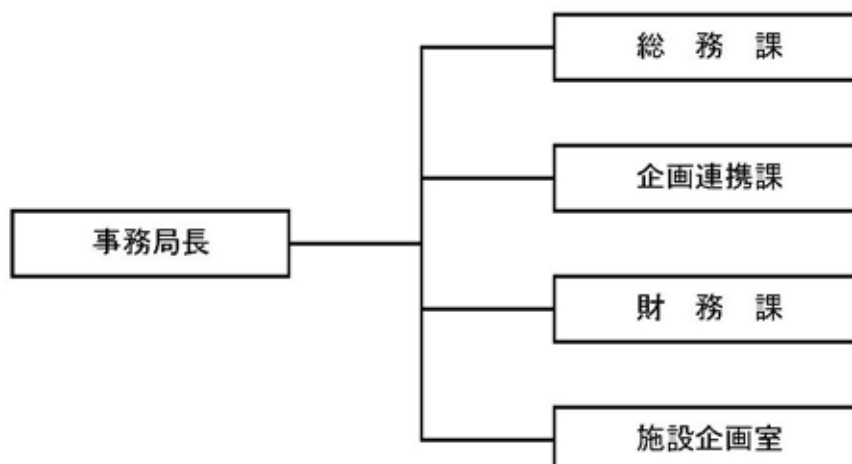 総　務　課
企画連携課
事務局長
財　務　課
施設企画室